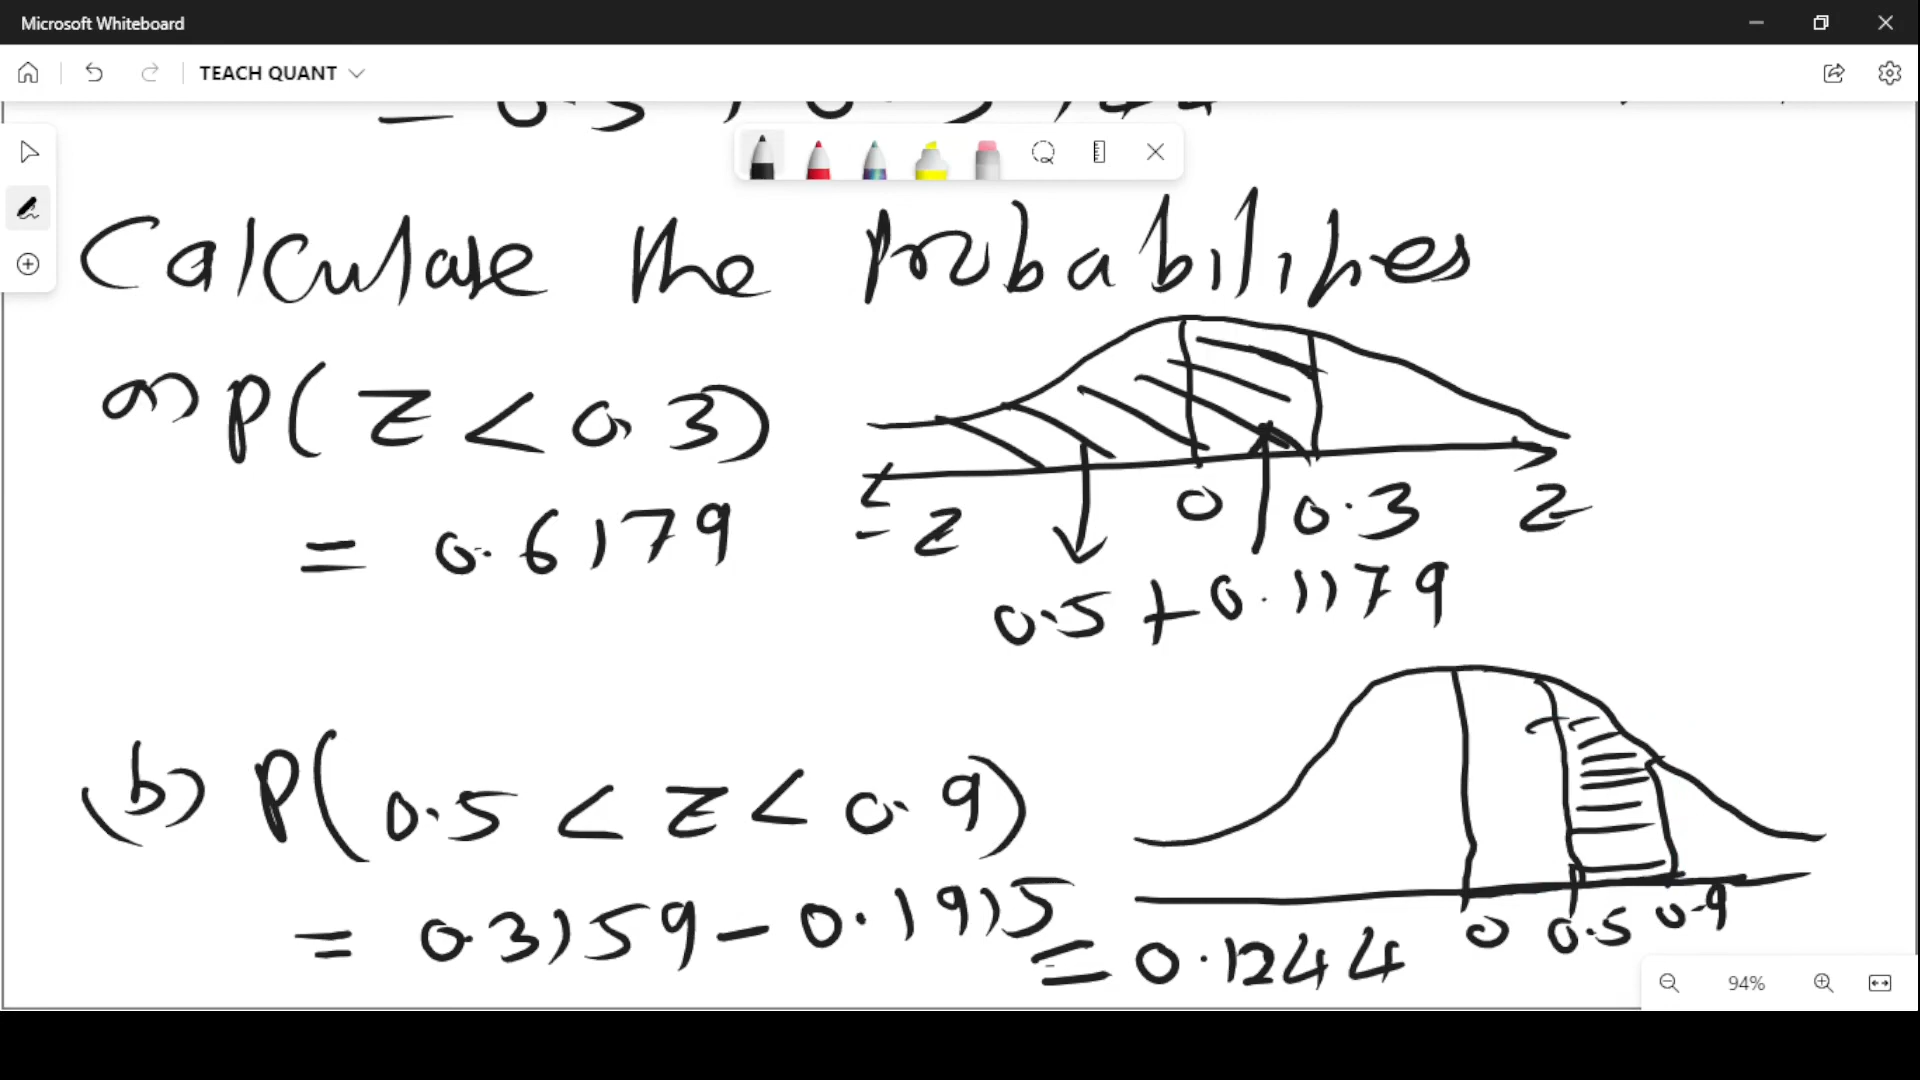 Microsoft Whiteboard
TEACH QUANT
Calculate the probabilities
a) P( Z < 0.3)
= 0.6179
-Z 0 0.3 Z
0.5 + 0.1179
(b) P( 0.5 < Z < 0.9)
= 0.3159 - 0.1915 = 0.1244
0 0.5 0.9
94%